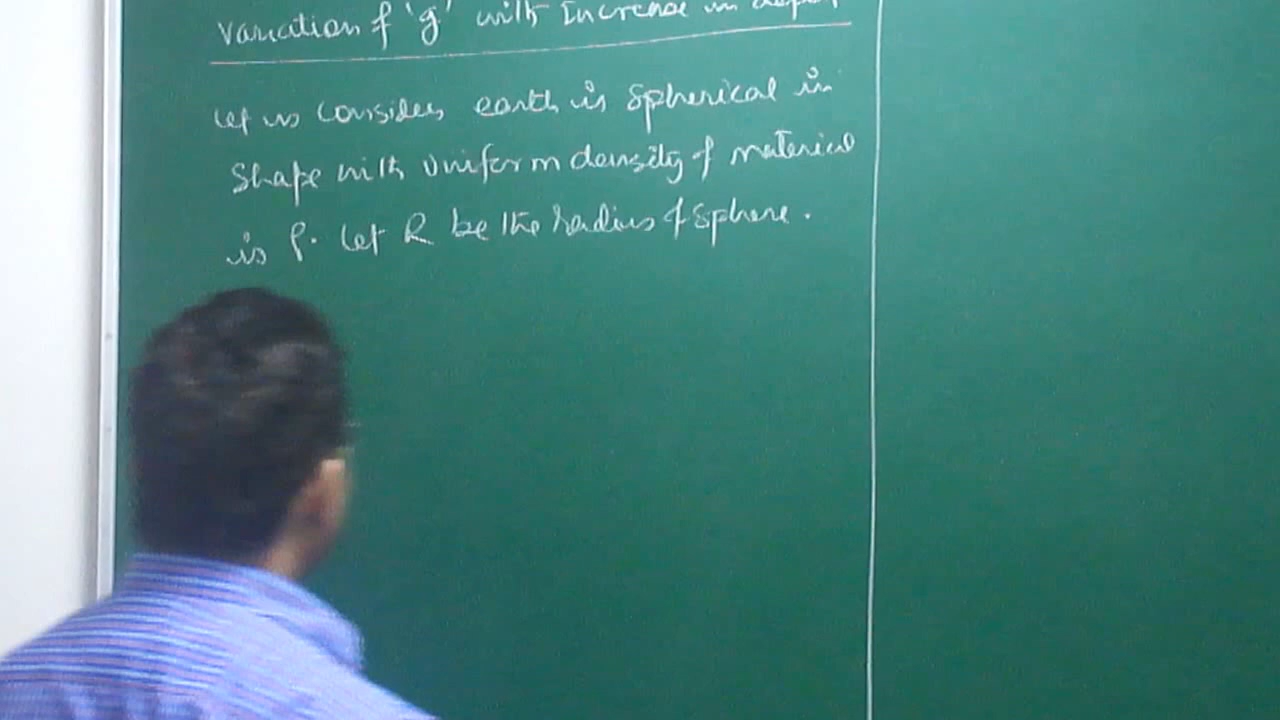 Variation of 'g' with Increase in depth
Let us consider earth is spherical in
shape with uniform density of material
is ρ. Let R be the radius of sphere.